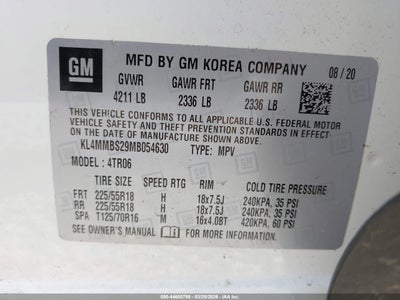 GM
MFD BY GM KOREA COMPANY 08 / 20
GVWR GAWR FRT GAWR RR
4211 LB 2336 LB 2336 LB
THIS VEHICLE CONFORMS TO ALL APPLICABLE U.S. FEDERAL MOTOR
VEHICLE SAFETY, BUMPER, AND THEFT PREVENTION STANDARDS
IN EFFECT ON THE DATE OF MANUFACTURE SHOWN ABOVE.
KL4MMBS29MB054630 TYPE: MPV
MODEL : 4TR06
TIRE SIZE SPEED RTG RIM COLD TIRE PRESSURE
FRT 225/55R18 H 18x7.5J 240KPA, 35 PSI
RR 225/55R18 H 18x7.5J 240KPA, 35 PSI
SPA T125/70R16 M 16x4.0BT 420KPA, 60 PSI
SEE OWNER'S MANUAL FOR MORE INFORMATION